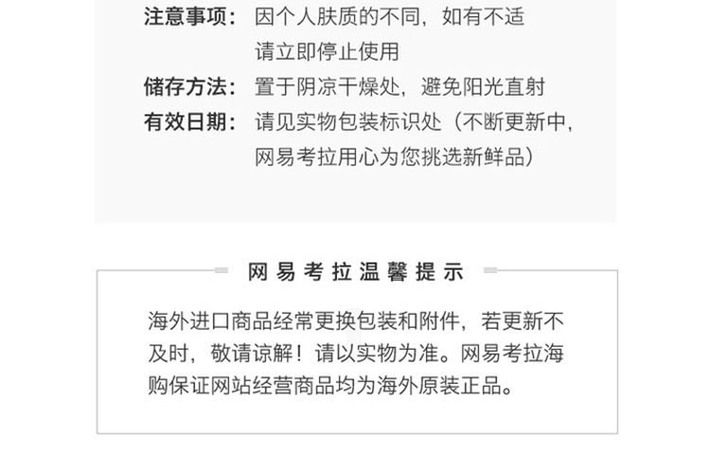 注意事项： 因个人肤质的不同，如有不适
请立即停止使用
储存方法： 置于阴凉干燥处，避免阳光直射
有效日期： 请见实物包装标识处（不断更新中，
网易考拉用心为您挑选新鲜品）
网易考拉温馨提示
海外进口商品经常更换包装和附件，若更新不
及时，敬请谅解！请以实物为准。网易考拉海
购保证网站经营商品均为海外原装正品。